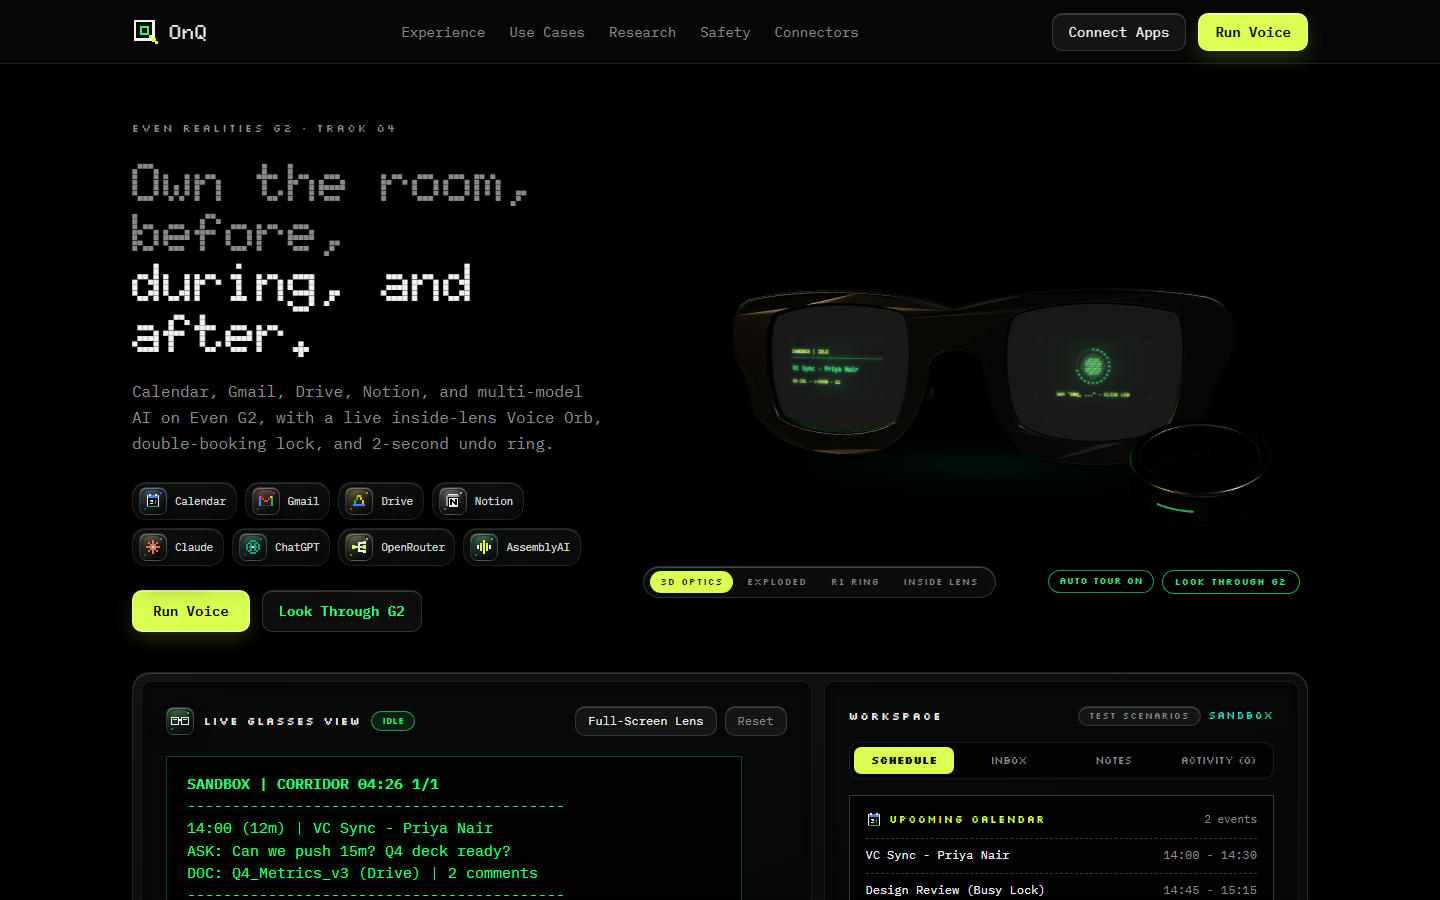 OnQ
Experience
Use Cases
Research
Safety
Connectors
Connect Apps
Run Voice
EVEN REALITIES G2 · TRACK 04
Own the room,
before,
during, and
after.
Calendar, Gmail, Drive, Notion, and multi-model
AI on Even G2, with a live inside-lens Voice Orb,
double-booking lock, and 2-second undo ring.
Calendar
Gmail
Drive
Notion
Claude
ChatGPT
OpenRouter
AssemblyAI
Run Voice
Look Through G2
SANDBOX | IDLE
VC Sync - Priya Nair
3D OPTICS
EXPLODED
R1 RING
INSIDE LENS
AUTO TOUR ON
LOOK THROUGH G2
LIVE GLASSES VIEW
IDLE
Full-Screen Lens
Reset
SANDBOX | CORRIDOR 04:26 1/1
------------------------------------------
14:00 (12m) | VC Sync - Priya Nair
ASK: Can we push 15m? Q4 deck ready?
DOC: Q4_Metrics_v3 (Drive) | 2 comments
------------------------------------------
WORKSPACE
TEST SCENARIOS
SANDBOX
SCHEDULE
INBOX
NOTES
ACTIVITY (0)
UPCOMING CALENDAR
2 events
VC Sync - Priya Nair
14:00 - 14:30
Design Review (Busy Lock)
14:45 - 15:15